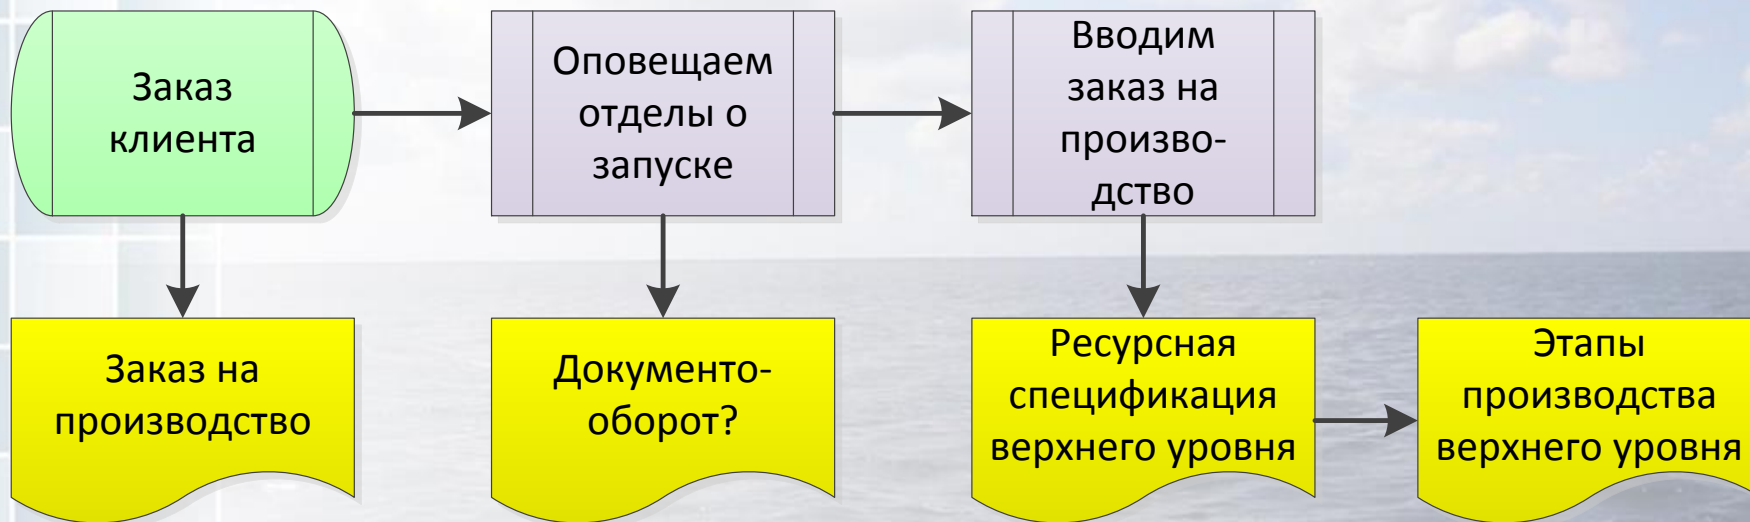 Заказ
клиента
Оповещаем
отделы о
запуске
Вводим
заказ на
произво-
дство
Заказ на
производство
Документо-
оборот?
Ресурсная
спецификация
верхнего уровня
Этапы
производства
верхнего уровня